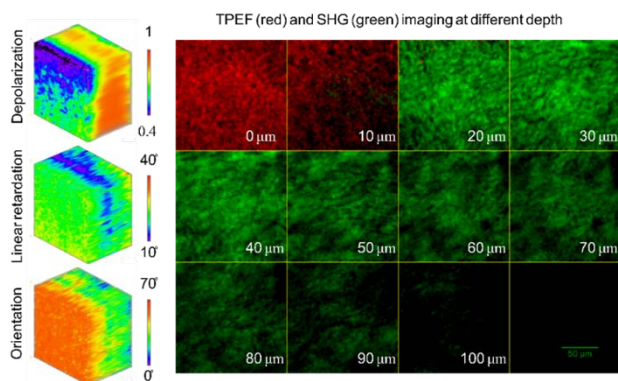 TPEF (red) and SHG (green) imaging at different depth
Depolarization
1
0.4
0 μm
10 μm
20 μm
30 μm
Linear retardation
40°
10°
40 μm
50 μm
60 μm
70 μm
Orientation
70°
0°
80 μm
90 μm
100 μm
50 μm